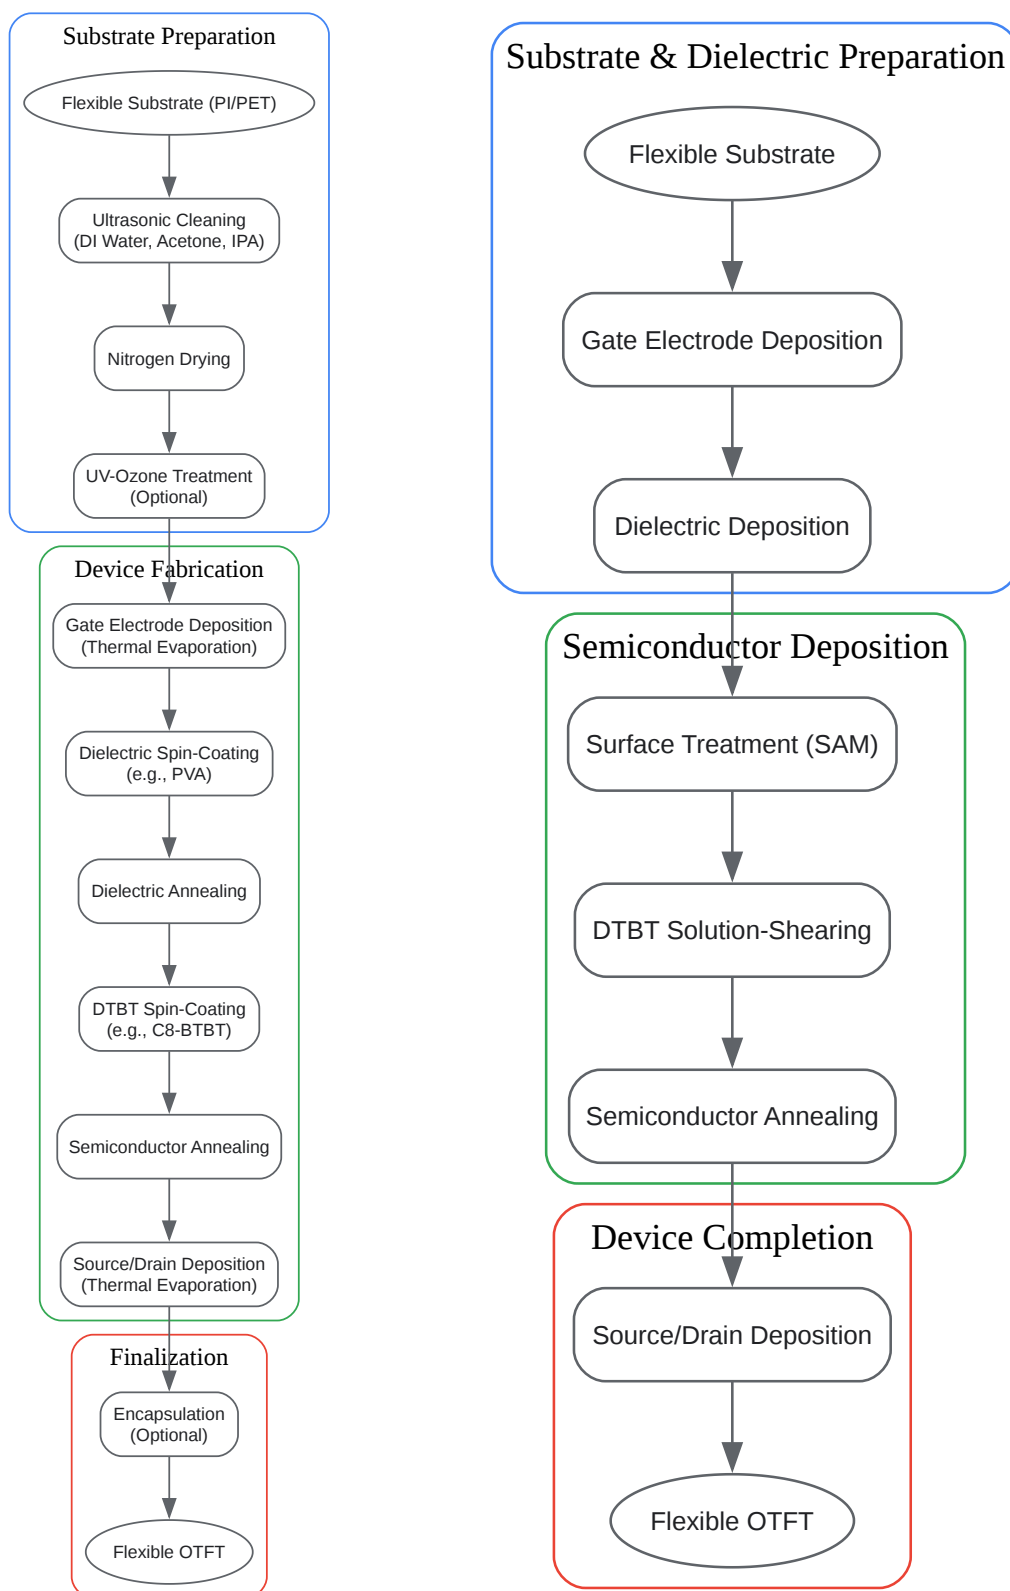 Substrate Preparation
Flexible Substrate (PI/PET)
Ultrasonic Cleaning
(DI Water, Acetone, IPA)
Nitrogen Drying
UV-Ozone Treatment
(Optional)
Device Fabrication
Gate Electrode Deposition
(Thermal Evaporation)
Dielectric Spin-Coating
(e.g., PVA)
Dielectric Annealing
DTBT Spin-Coating
(e.g., C8-BTBT)
Semiconductor Annealing
Source/Drain Deposition
(Thermal Evaporation)
Finalization
Encapsulation
(Optional)
Flexible OTFT
Substrate & Dielectric Preparation
Flexible Substrate
Gate Electrode Deposition
Dielectric Deposition
Semiconductor Deposition
Surface Treatment (SAM)
DTBT Solution-Shearing
Semiconductor Annealing
Device Completion
Source/Drain Deposition
Flexible OTFT